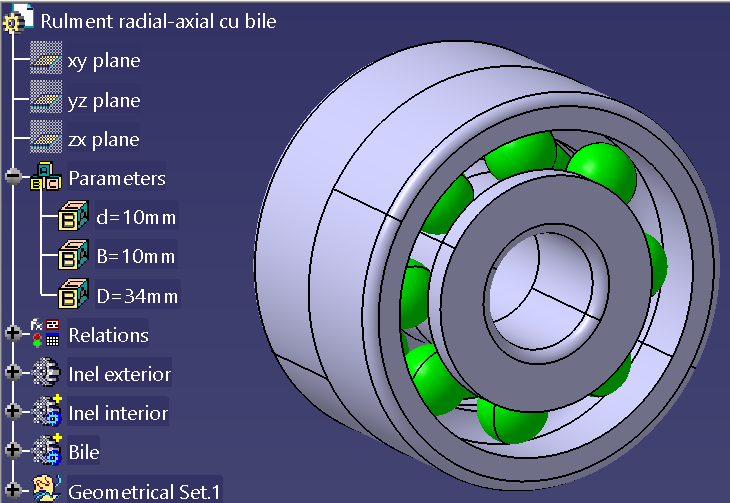 Rulment radial-axial cu bile
xy plane
yz plane
zx plane
Parameters
d=10mm
B=10mm
D=34mm
Relations
Inel exterior
Inel interior
Bile
Geometrical Set.1